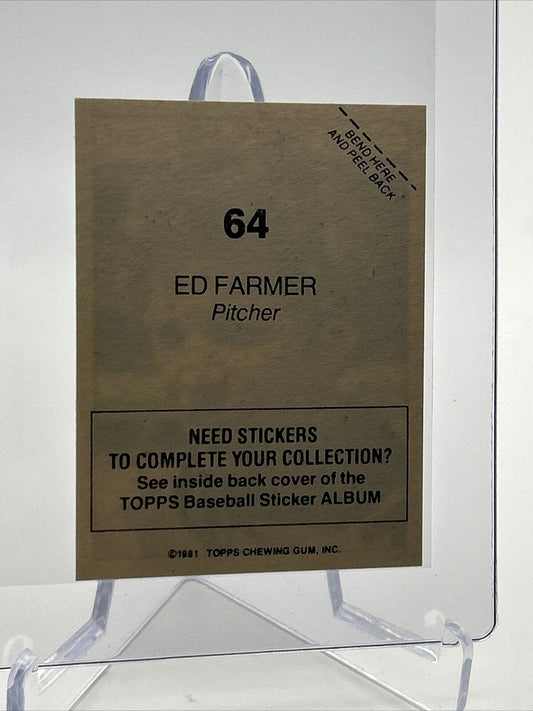 BEND HERE
AND PEEL BACK
64
ED FARMER
Pitcher
NEED STICKERS
TO COMPLETE YOUR COLLECTION?
See inside back cover of the
TOPPS Baseball Sticker ALBUM
©1981 TOPPS CHEWING GUM, INC.